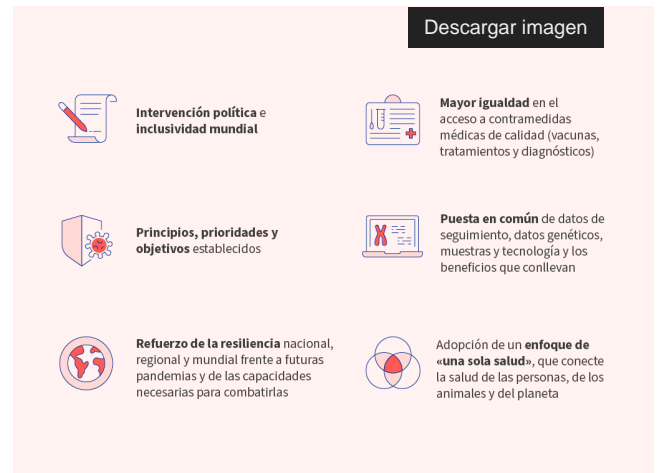 Descargar imagen
Intervención política e
inclusividad mundial
Mayor igualdad en el
acceso a contramedidas
médicas de calidad (vacunas,
tratamientos y diagnósticos)
Principios, prioridades y
objetivos establecidos
Puesta en común de datos de
seguimiento, datos genéticos,
muestras y tecnología y los
beneficios que conllevan
Refuerzo de la resiliencia nacional,
regional y mundial frente a futuras
pandemias y de las capacidades
necesarias para combatirlas
Adopción de un enfoque de
«una sola salud», que conecte
la salud de las personas, de los
animales y del planeta